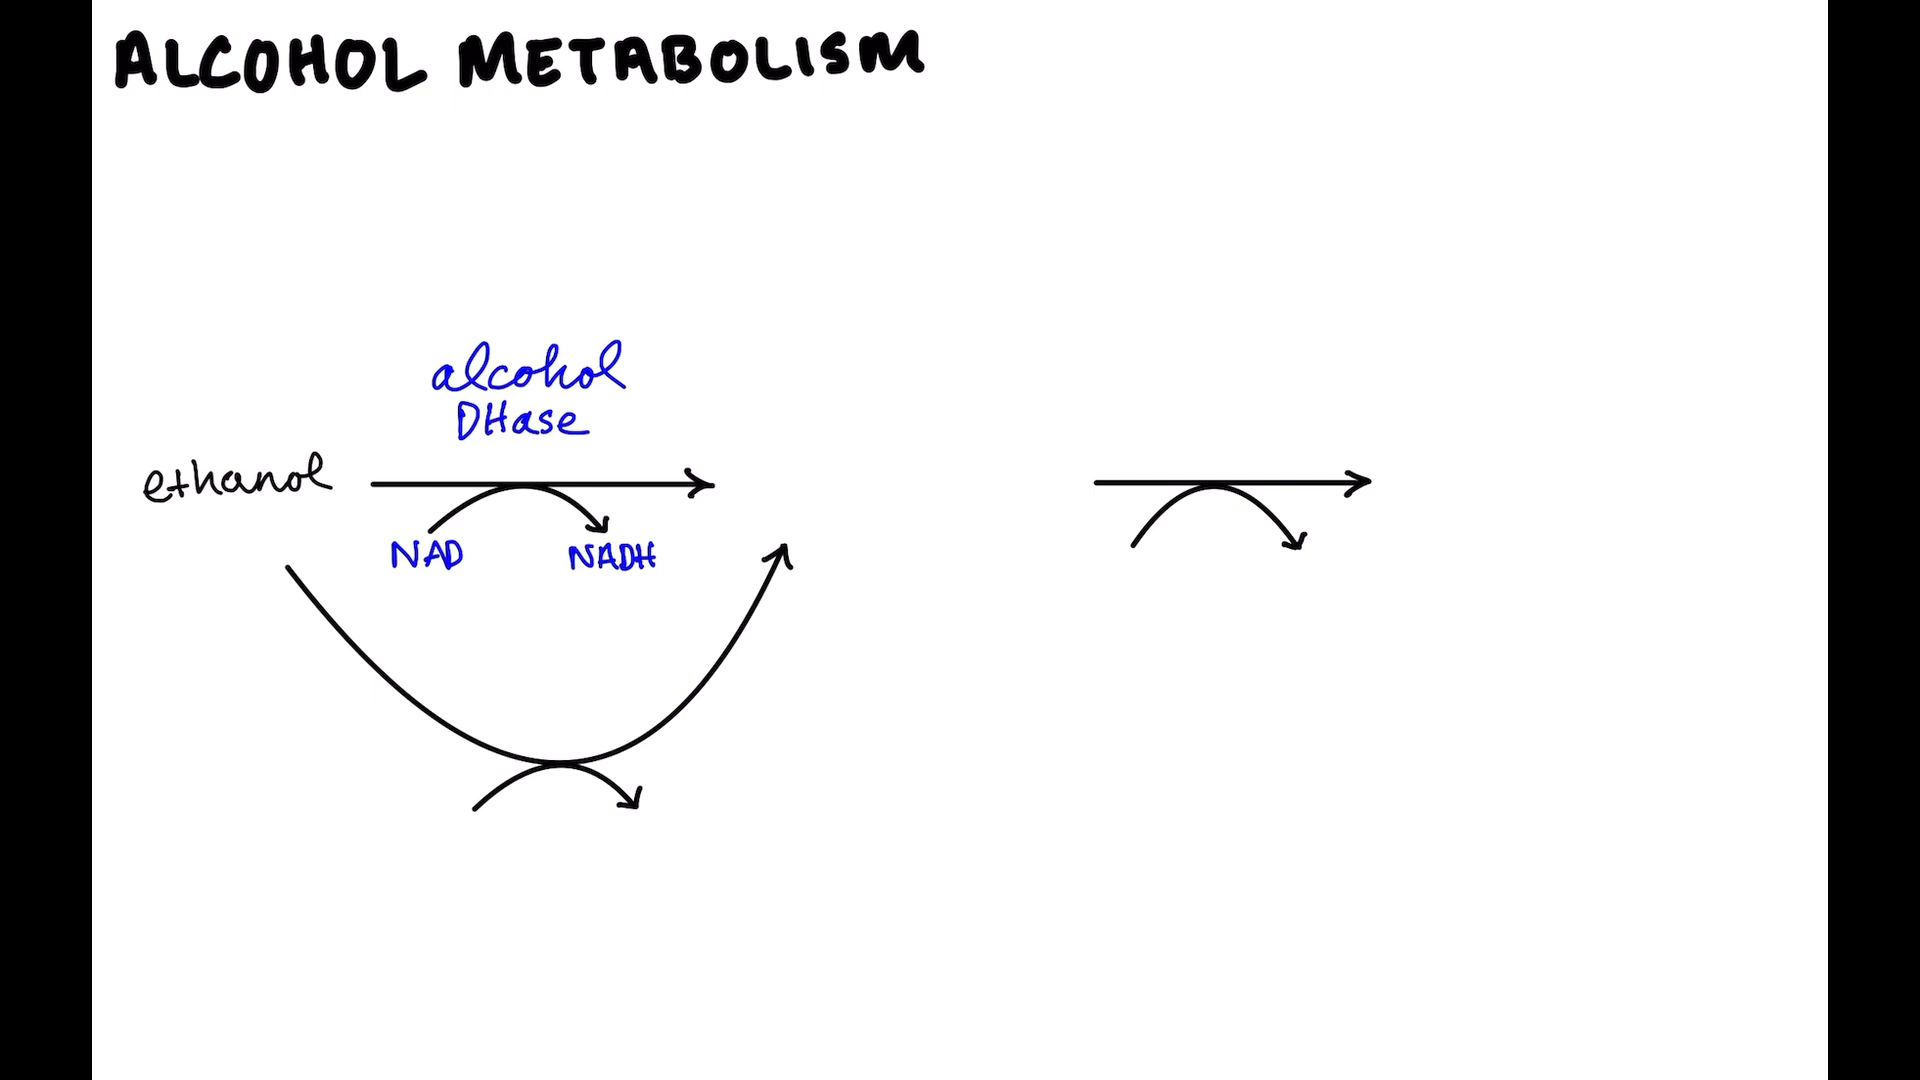 ALCOHOL METABOLISM
alcohol
DHase
ethanol
NAD NADH